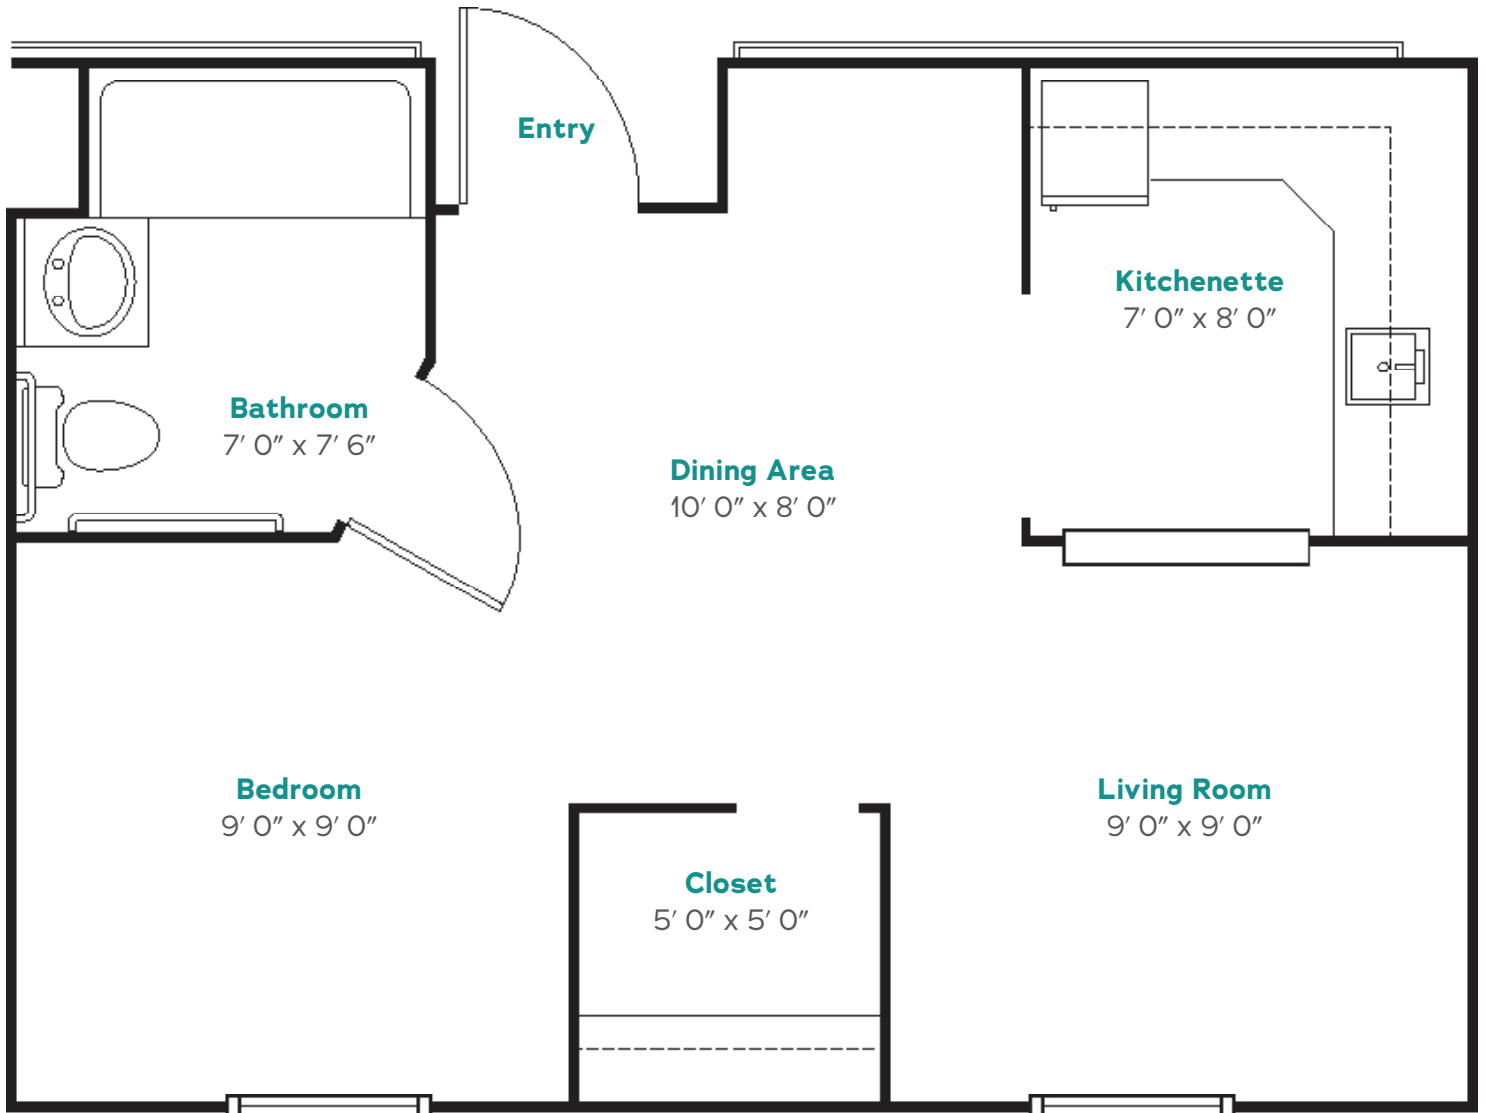 Entry
Kitchenette
7′ 0″ x 8′ 0″
Bathroom
7′ 0″ x 7′ 6″
Dining Area
10′ 0″ x 8′ 0″
Bedroom
9′ 0″ x 9′ 0″
Living Room
9′ 0″ x 9′ 0″
Closet
5′ 0″ x 5′ 0″